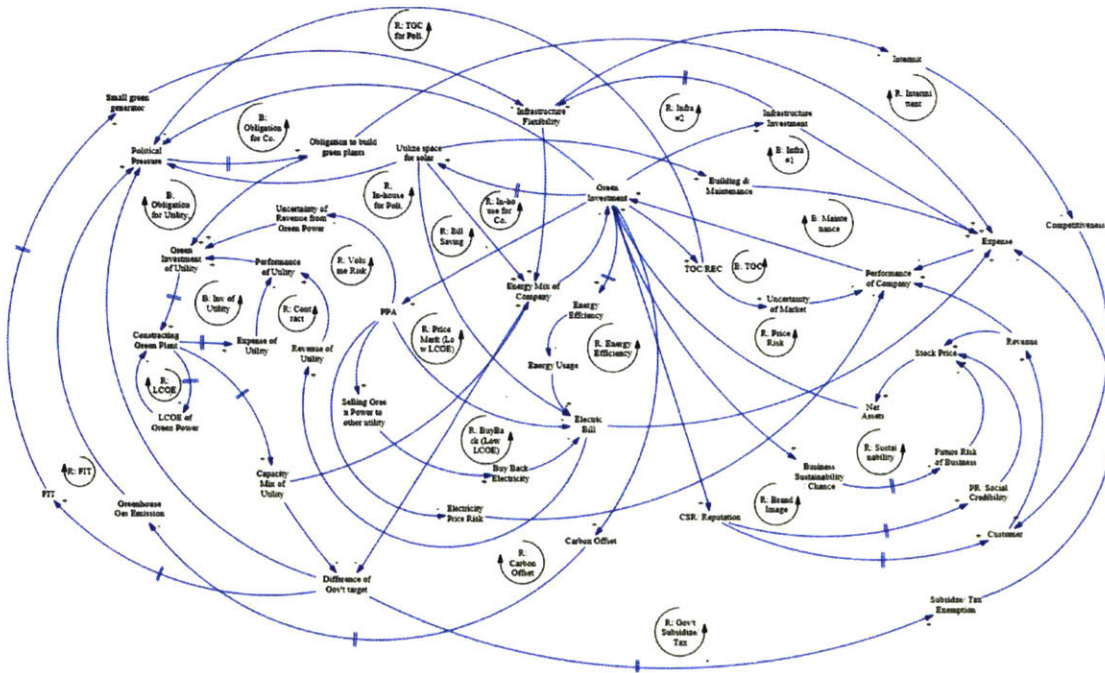 R: TGC
for Poli.
Intermit
R: Intermi
tent
Small green
generator
Infrastructure
Flexibility
R: Infra
#2
Infrastructure
Investment
B:
Obligation
for Co.
Obligation to build
green plants
Political
Pressure
Utilize space
for solar
B: Infra
#1
Building &
Maintenance
Green
Investment
R:
In-house
for Poli.
R: In-ho
use for
Co.
B:
Obligation
for Utility.
Uncertainty of
Revenue from
Green Power
R: Bill
Saving
B: Mainte
nance
Competitiveness
Expense
Green
Investment
of Utility
Performance
of Utility
R: Volu
me Risk
TGC/REC
B: TGC
Performance
of Company
Energy Mix of
Company
B: Inv of
Utility
R: Cont
ract
PPA
Energy
Efficiency
Uncertainty
of Market
Constructing
Green Plant
Expense of
Utility
Revenue of
Utility
R: Price
Merit (Lo
w LCOE)
R: Energy
Efficiency
R: Price
Risk
Stock Price
Revenue
Energy Usage
R:
LCOE
LCOE of
Green Power
Selling Gree
n Power to
other utility
Net
Assets
Electric
Bill
R: BuyBa
ck (Low
LCOE)
R: Sustai
nability
Future Risk
of Business
Business
Sustainability
Chance
Buy Back
Electricity
Capacity
Mix of
Utility
R: FIT
FIT
Greenhouse
Gas Emission
PR: Social
Credibility
R: Brand
Image
Electricity
Price Risk
CSR: Reputation
Customer
Carbon Offset
R:
Carbon
Offset
Difference of
Gov't target
Subsidize/ Tax
Exemption
R: Gov't
Subsidize/
Tax